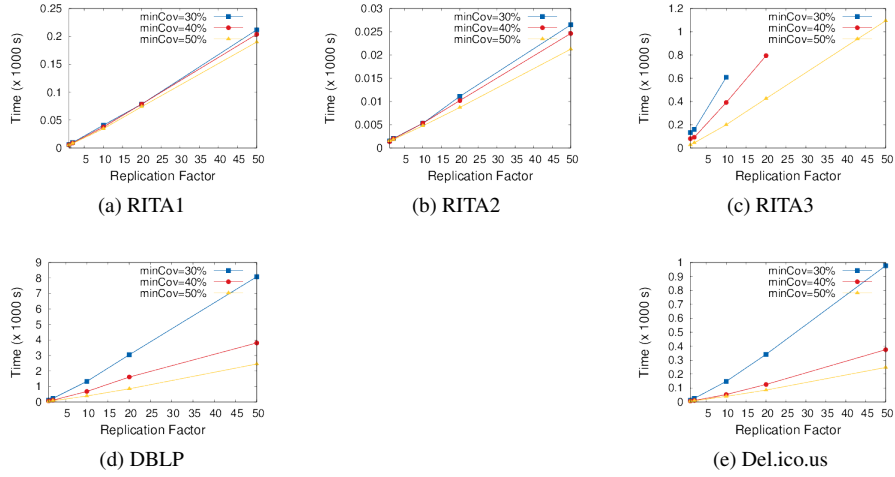 0.25
0.2
0.15
0.1
0.05
0
Time (x 1000 s)
minCov=30%
minCov=40%
minCov=50%
5 10 15 20 25 30 35 40 45 50
Replication Factor
(a) RITA1
0.03
0.025
0.02
0.015
0.01
0.005
0
Time (x 1000 s)
minCov=30%
minCov=40%
minCov=50%
5 10 15 20 25 30 35 40 45 50
Replication Factor
(b) RITA2
1.2
1
0.8
0.6
0.4
0.2
0
Time (x 1000 s)
minCov=30%
minCov=40%
minCov=50%
5 10 15 20 25 30 35 40 45 50
Replication Factor
(c) RITA3
9
8
7
6
5
4
3
2
1
0
Time (x 1000 s)
minCov=30%
minCov=40%
minCov=50%
5 10 15 20 25 30 35 40 45 50
Replication Factor
(d) DBLP
1
0.9
0.8
0.7
0.6
0.5
0.4
0.3
0.2
0.1
0
Time (x 1000 s)
minCov=30%
minCov=40%
minCov=50%
5 10 15 20 25 30 35 40 45 50
Replication Factor
(e) Del.ico.us